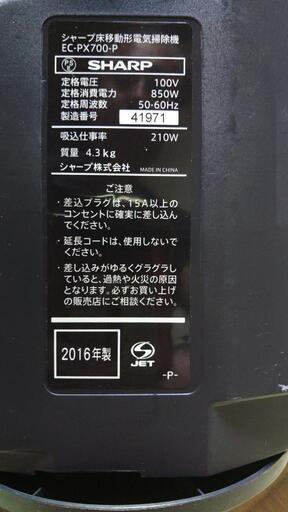 シャープ床移動形電気掃除機
EC-PX700-P
PS E SHARP
定格電圧 100V
定格消費電力 850W
定格周波数 50-60Hz
製造番号 41971
吸込仕事率 210W
質量 4.3kg
シャープ株式会社 MADE IN CHINA
ご注意
・差込プラグは、15A以上の
コンセントに確実に差し込ん
でください。
・延長コードは、使用しないで
ください。
・差し込みがゆるくグラグラし
ていると、過熱や火災の原因
となります。必ずお買い上げ
の販売店にご相談ください。
2016年製
JET
-P-